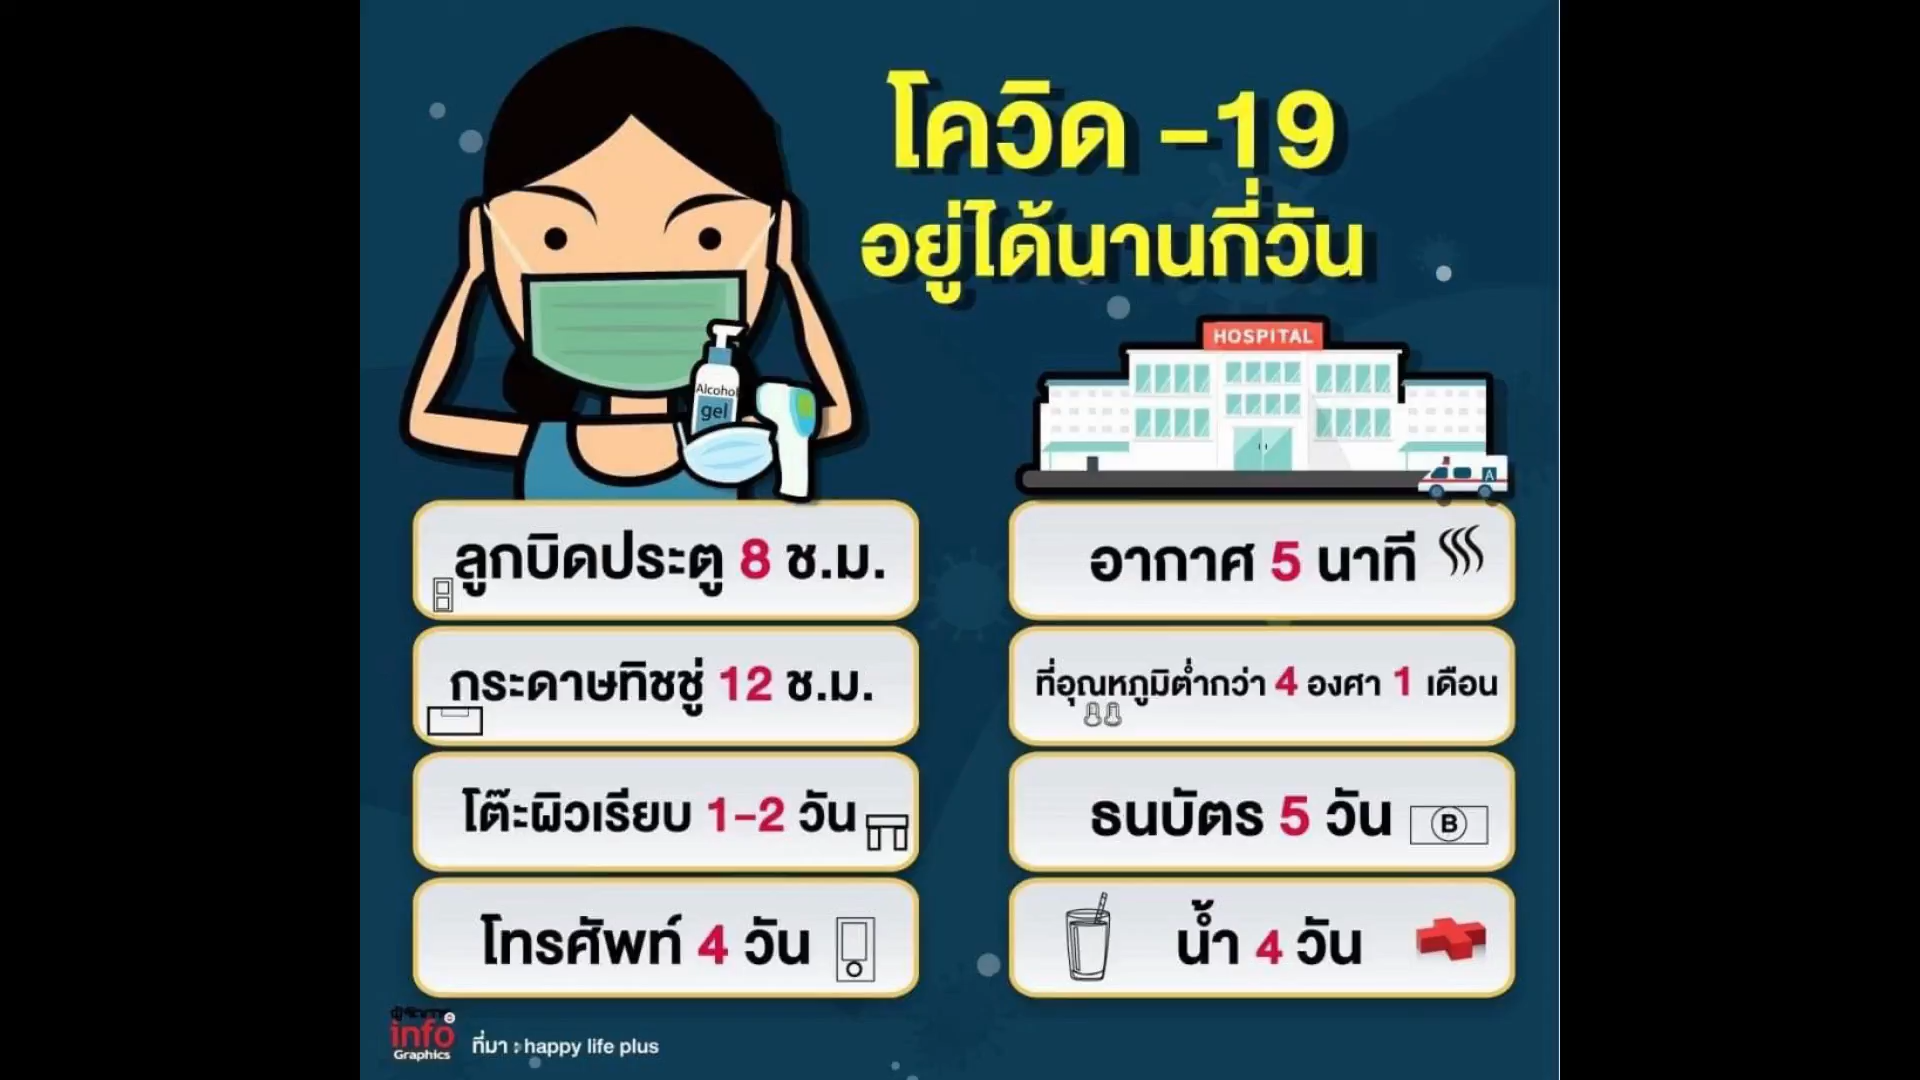 โควิด -19
อยู่ได้นานกี่วัน
HOSPITAL
Alcohol
gel
A
ลูกบิดประตู 8 ช.ม.
อากาศ 5 นาที
กระดาษทิชชู่ 12 ช.ม.
ที่อุณหภูมิต่ำกว่า 4 องศา 1 เดือน
โต๊ะผิวเรียบ 1-2 วัน
ธนบัตร 5 วัน
B
โทรศัพท์ 4 วัน
น้ำ 4 วัน
info
Graphics
ที่มา : happy life plus